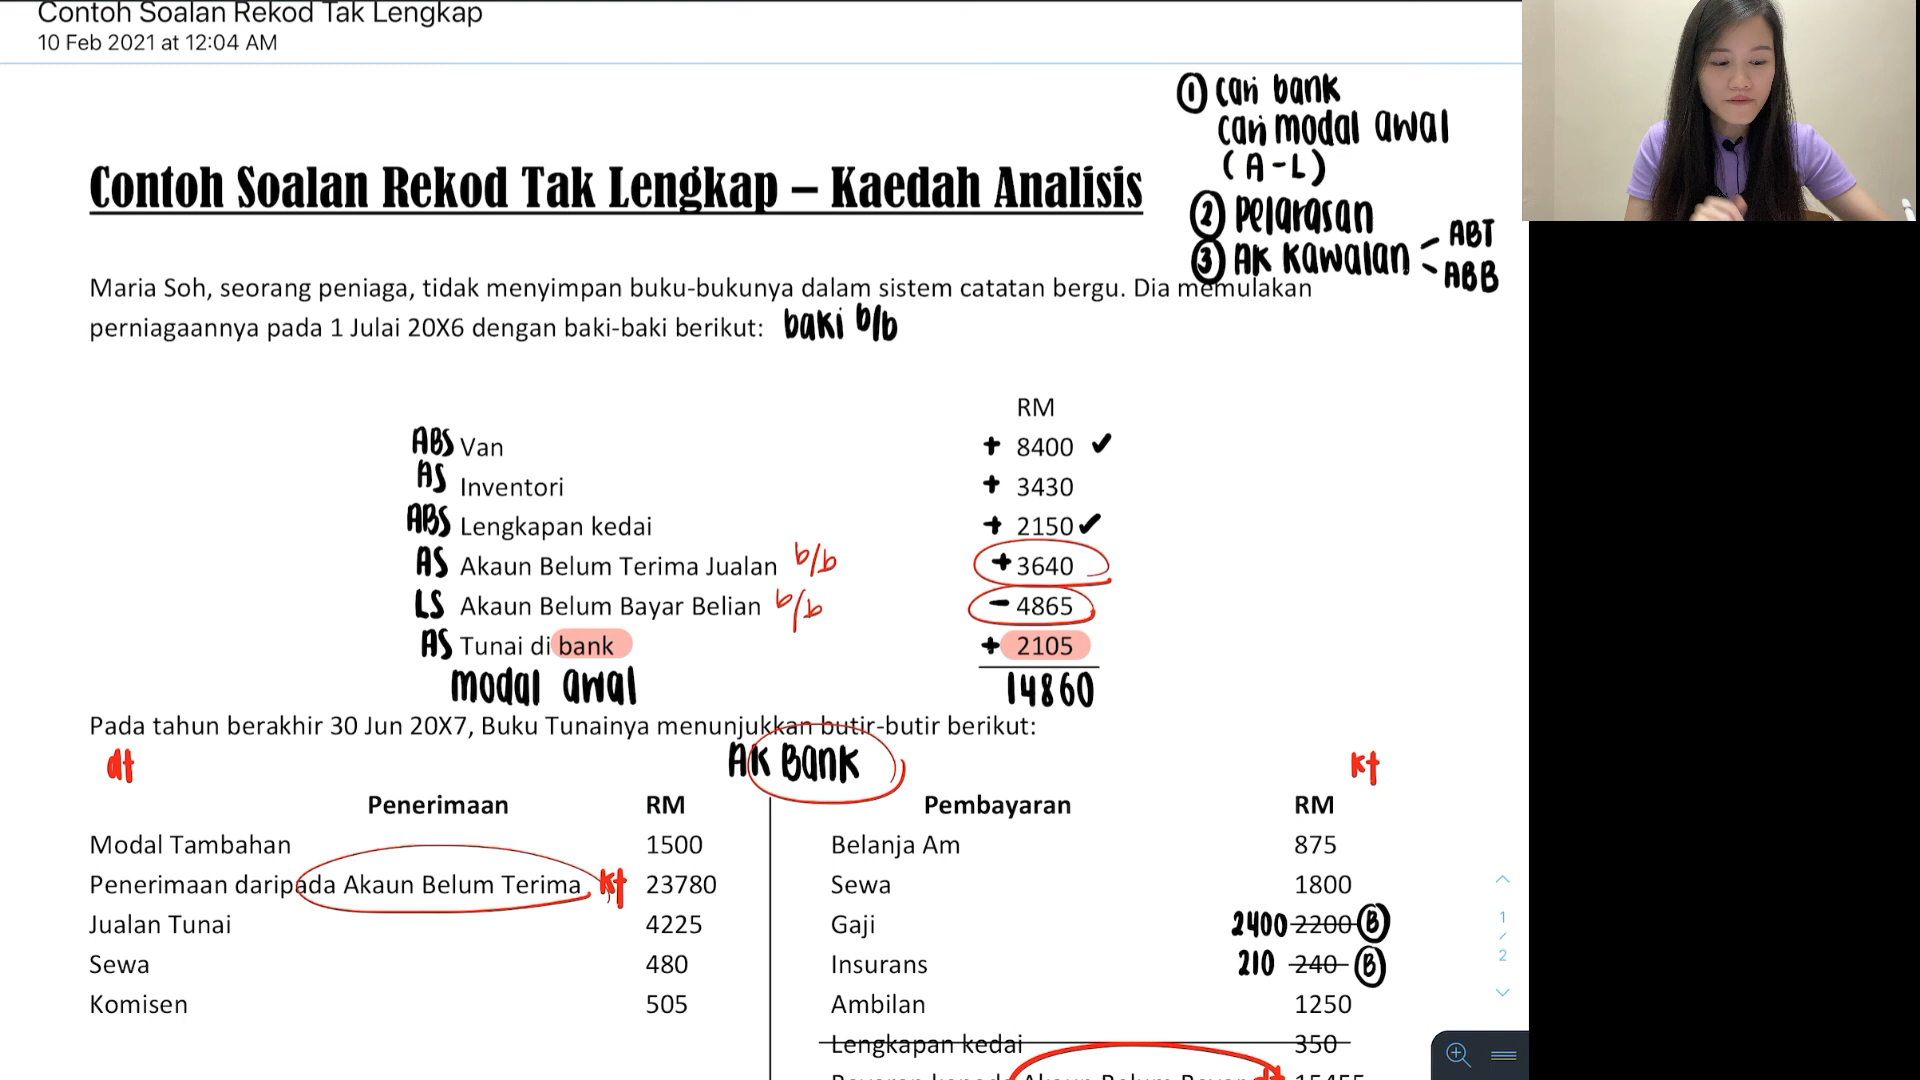 Contoh Soalan Rekod Tak Lengkap
10 Feb 2021 at 12:04 AM
① cari bank
cari modal awal
(A-L)
② Pelarasan
③ AK Kawalan - ABT
- ABB
Contoh Soalan Rekod Tak Lengkap – Kaedah Analisis
Maria Soh, seorang peniaga, tidak menyimpan buku-bukunya dalam sistem catatan bergu. Dia memulakan
perniagaannya pada 1 Julai 20X6 dengan baki-baki berikut: baki b/b
RM
ABS Van + 8400 ✓
AS Inventori + 3430
ABS Lengkapan kedai + 2150 ✓
AS Akaun Belum Terima Jualan b/b + 3640
LS Akaun Belum Bayar Belian b/b - 4865
AS Tunai di bank + 2105
modal awal 14860
Pada tahun berakhir 30 Jun 20X7, Buku Tunainya menunjukkan butir-butir berikut:
dt AK Bank kt
Penerimaan RM Pembayaran RM
Modal Tambahan 1500 Belanja Am 875
Penerimaan daripada Akaun Belum Terima kt 23780 Sewa 1800
Jualan Tunai 4225 Gaji 2400 2200 Ⓑ
Sewa 480 Insurans 210 240 Ⓑ
Komisen 505 Ambilan 1250
Lengkapan kedai 350
1
2